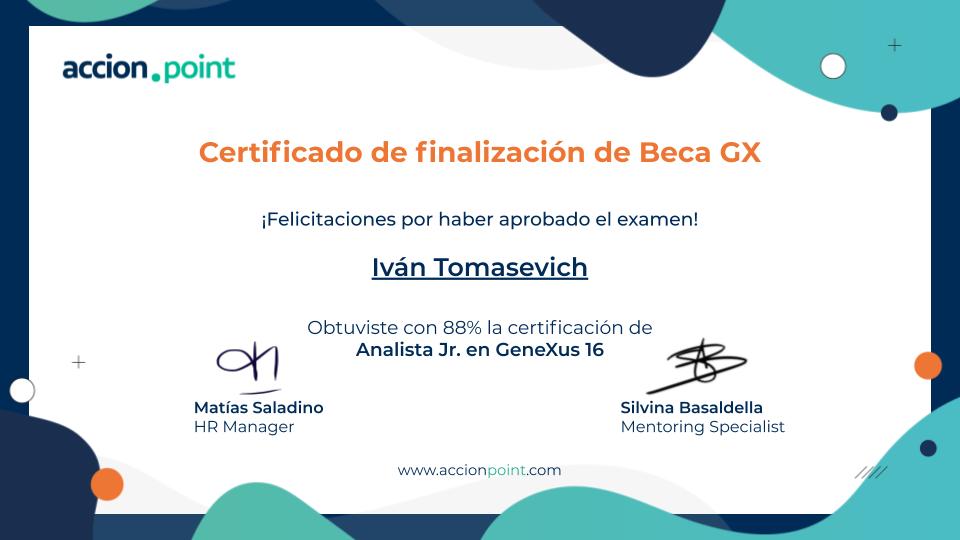 accion.point
Certificado de finalización de Beca GX
¡Felicitaciones por haber aprobado el examen!
Iván Tomasevich
Obtuviste con 88% la certificación de
Analista Jr. en GeneXus 16
Matías Saladino
HR Manager
Silvina Basaldella
Mentoring Specialist
www.accionpoint.com